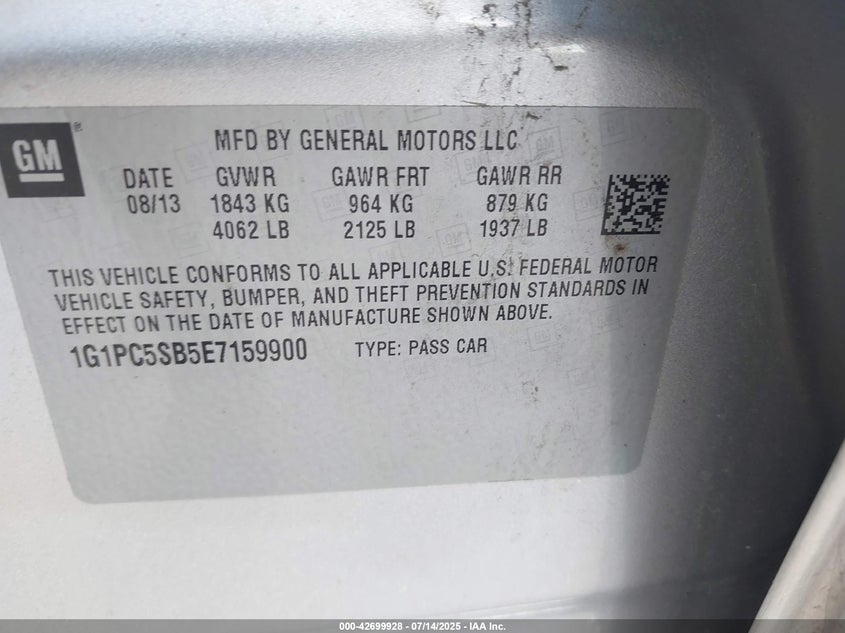 GM
MFD BY GENERAL MOTORS LLC
DATE GVWR GAWR FRT GAWR RR
08/13 1843 KG 964 KG 879 KG
4062 LB 2125 LB 1937 LB
THIS VEHICLE CONFORMS TO ALL APPLICABLE U.S. FEDERAL MOTOR
VEHICLE SAFETY, BUMPER, AND THEFT PREVENTION STANDARDS IN
EFFECT ON THE DATE OF MANUFACTURE SHOWN ABOVE.
1G1PC5SB5E7159900 TYPE: PASS CAR
000-42699928 - 07/14/2025 - IAA Inc.